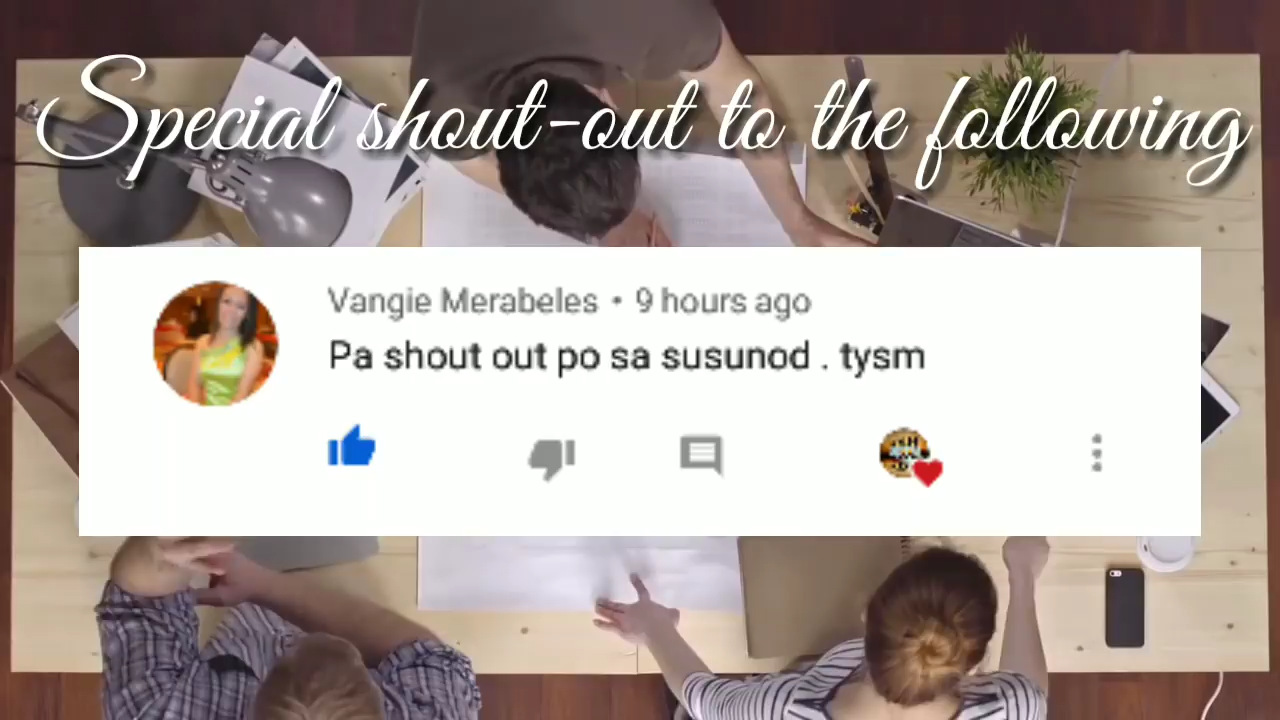 Special shout-out to the following
Vangie Merabeles • 9 hours ago
Pa shout out po sa susunod . tysm